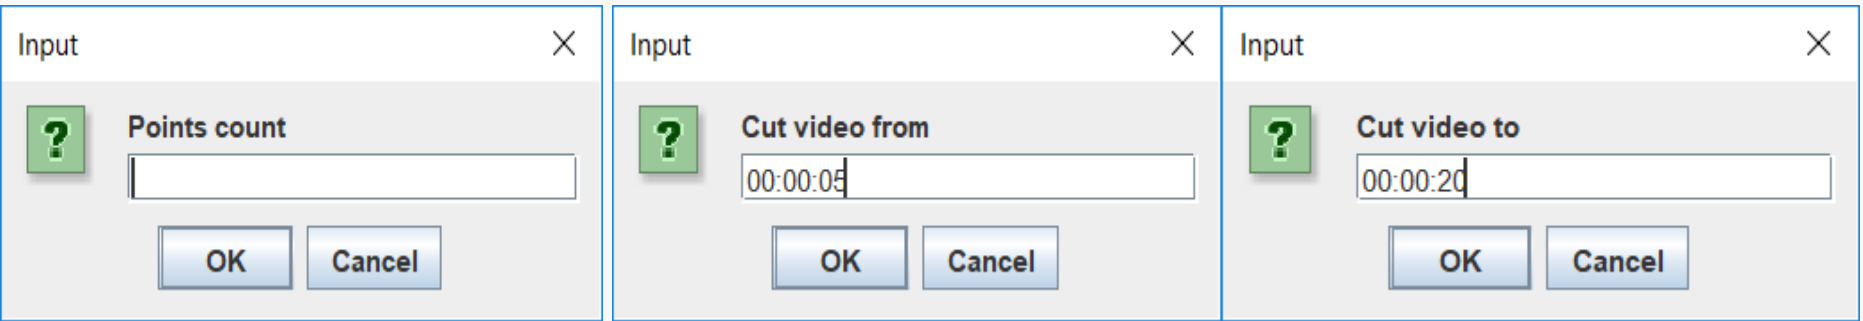 Input
Points count
OK Cancel
Input
Cut video from
00:00:05
OK Cancel
Input
Cut video to
00:00:20
OK Cancel